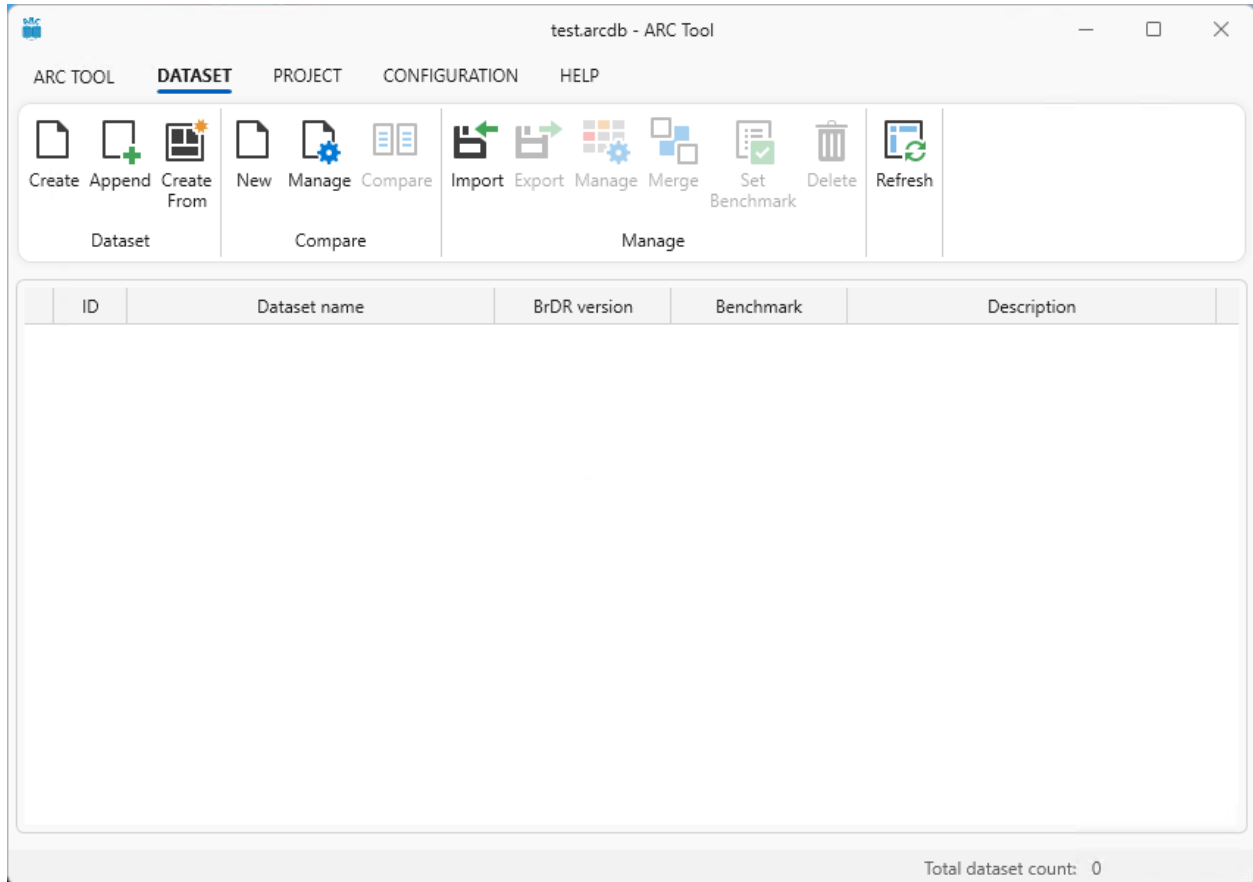 test.arcdb - ARC Tool
ARC TOOL DATASET PROJECT CONFIGURATION HELP
Create Append Create From New Manage Compare Import Export Manage Merge Set Benchmark Delete Refresh
Dataset Compare Manage
ID Dataset name BrDR version Benchmark Description
Total dataset count: 0